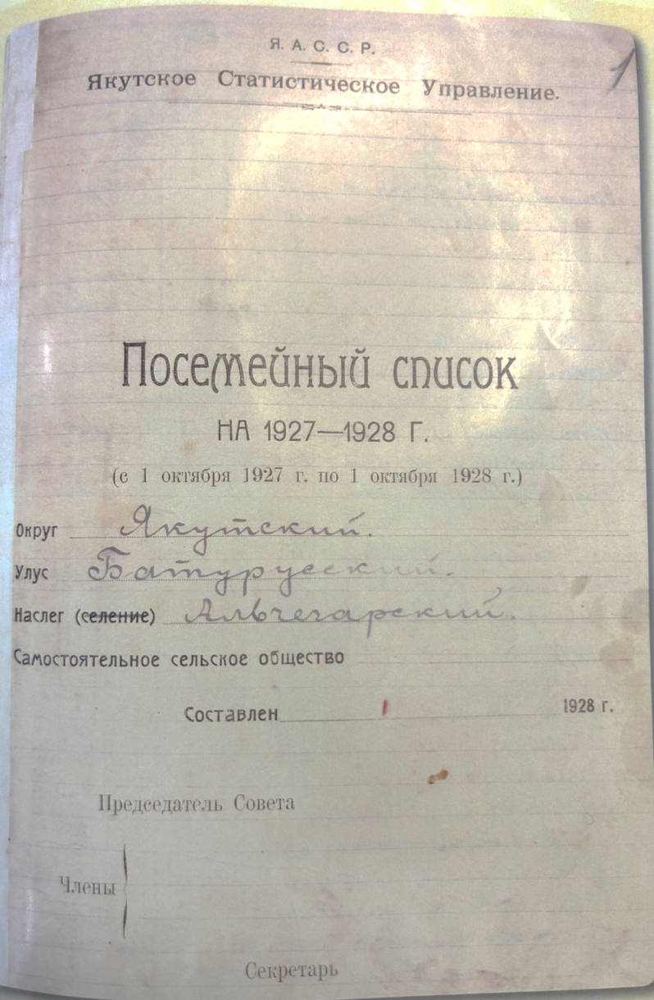 1
Я. А. С. С. Р.
Якутское Статистическое Управление.
Посемейный список
НА 1927—1928 Г.
(с 1 октября 1927 г. по 1 октября 1928 г.)
Округ Якутский.
Улус Батурусский.
Наслег (селение) Альчегарский.
Самостоятельное сельское общество
Составлен 1928 г.
Председатель Совета
Члены
Секретарь